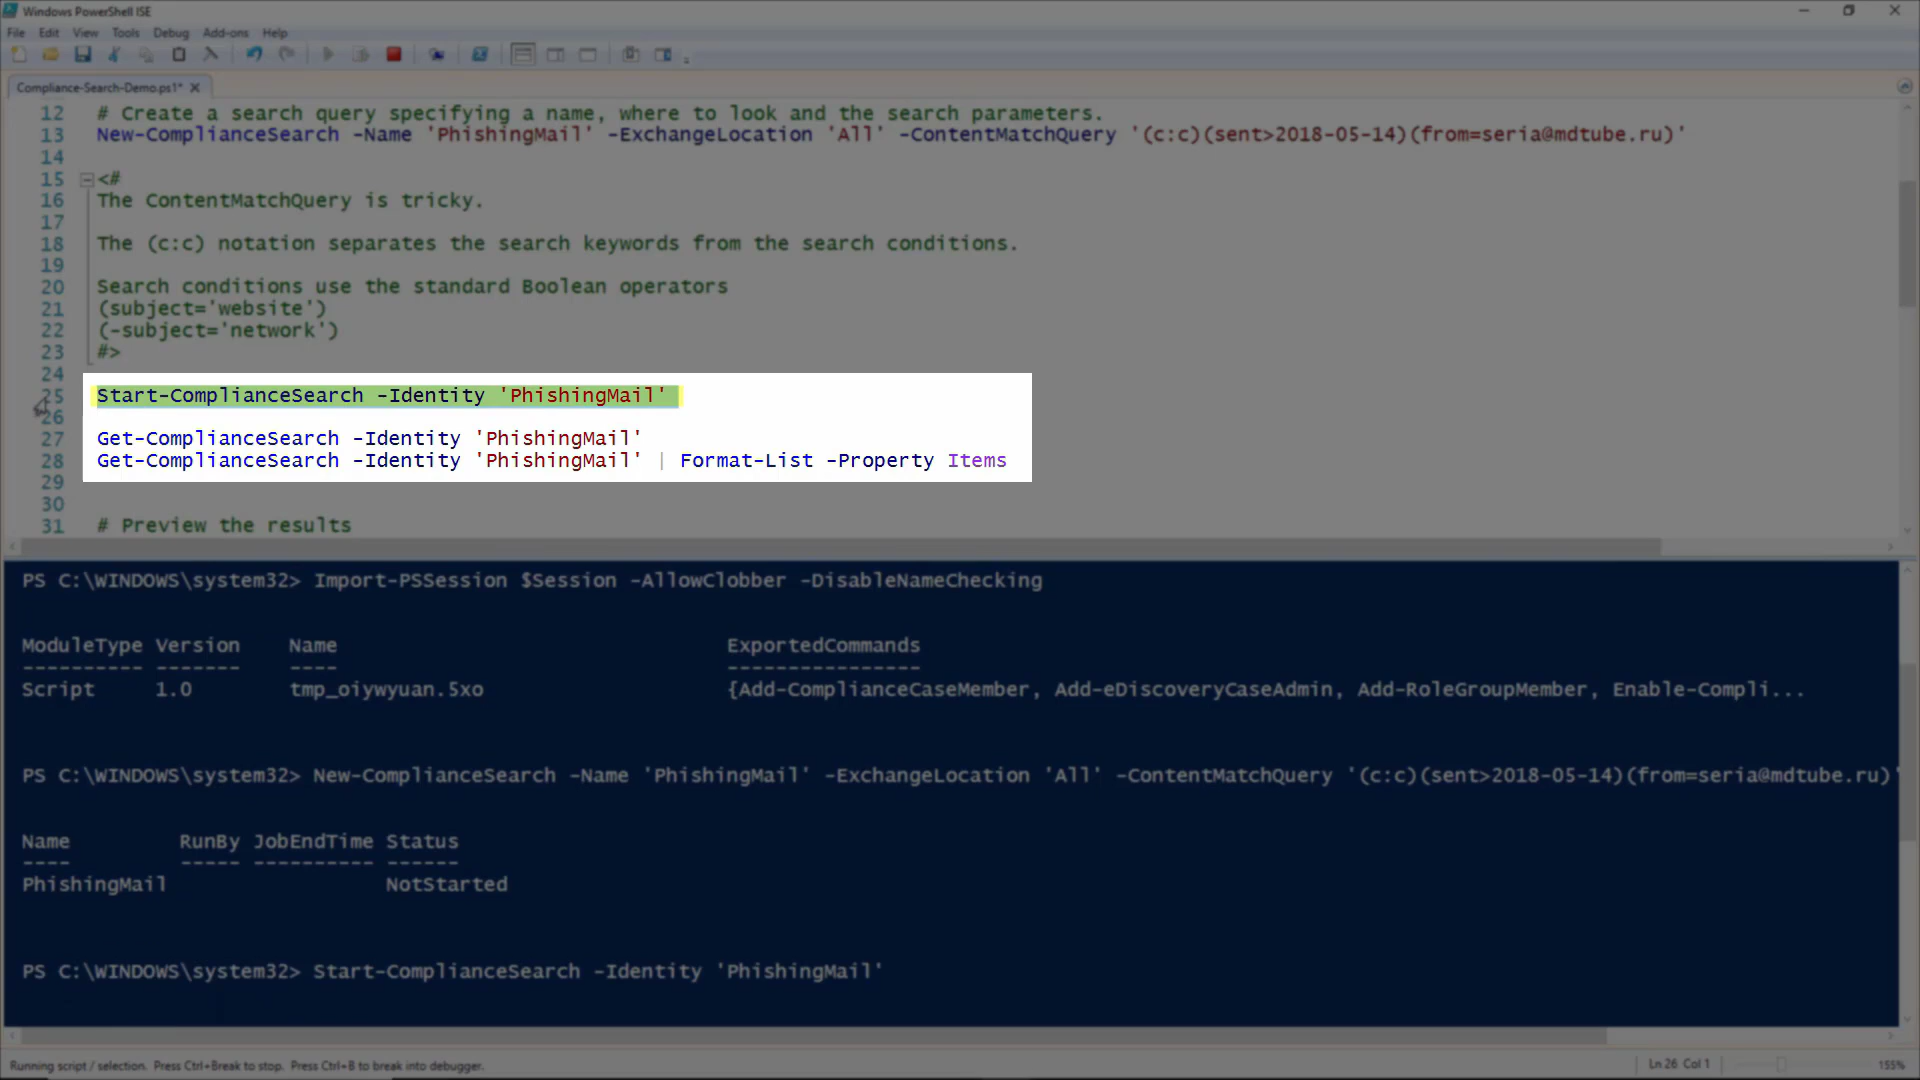 Windows PowerShell ISE
File Edit View Tools Debug Add-ons Help
Compliance-Search-Demo.ps1* X
12 # Create a search query specifying a name, where to look and the search parameters.
13 New-ComplianceSearch -Name 'PhishingMail' -ExchangeLocation 'All' -ContentMatchQuery '(c:c)(sent>2018-05-14)(from=seria@mdtube.ru)'
14
15 <#
16 The ContentMatchQuery is tricky.
17
18 The (c:c) notation separates the search keywords from the search conditions.
19
20 Search conditions use the standard Boolean operators
21 (subject='website')
22 (-subject='network')
23 #>
24
25 Start-ComplianceSearch -Identity 'PhishingMail'
26
27 Get-ComplianceSearch -Identity 'PhishingMail'
28 Get-ComplianceSearch -Identity 'PhishingMail' | Format-List -Property Items
29
30
31 # Preview the results
PS C:\WINDOWS\system32> Import-PSSession $Session -AllowClobber -DisableNameChecking
ModuleType Version Name ExportedCommands
---------- ------- ---- ----------------
Script 1.0 tmp_oiywyuan.5xo {Add-ComplianceCaseMember, Add-eDiscoveryCaseAdmin, Add-RoleGroupMember, Enable-Compli...
PS C:\WINDOWS\system32> New-ComplianceSearch -Name 'PhishingMail' -ExchangeLocation 'All' -ContentMatchQuery '(c:c)(sent>2018-05-14)(from=seria@mdtube.ru)'
Name RunBy JobEndTime Status
---- ----- ---------- ------
PhishingMail NotStarted
PS C:\WINDOWS\system32> Start-ComplianceSearch -Identity 'PhishingMail'
Running script / selection. Press Ctrl+Break to stop. Press Ctrl+B to break into debugger. Ln 26 Col 1 155%